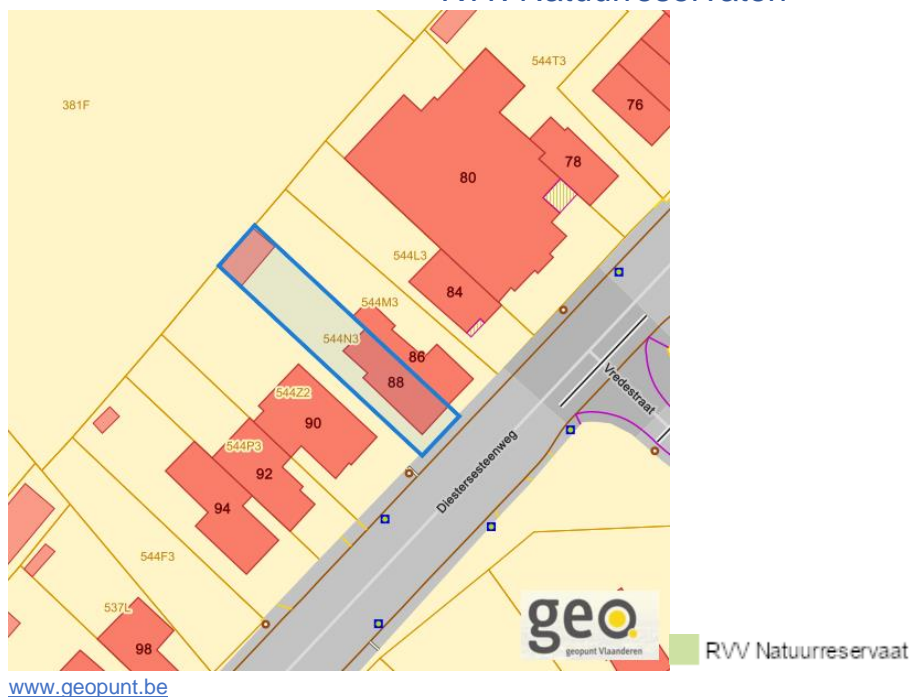 RVV Natuurreservaten
544T3
381F
76
78
80
544L3
84
544M3
544N3
86
88
Vredestraat
544Z2
90
Diestersesteenweg
544P3
92
94
544F3
537L
98
geo.
geopunt Vlaanderen
RVV Natuurreservaat
www.geopunt.be